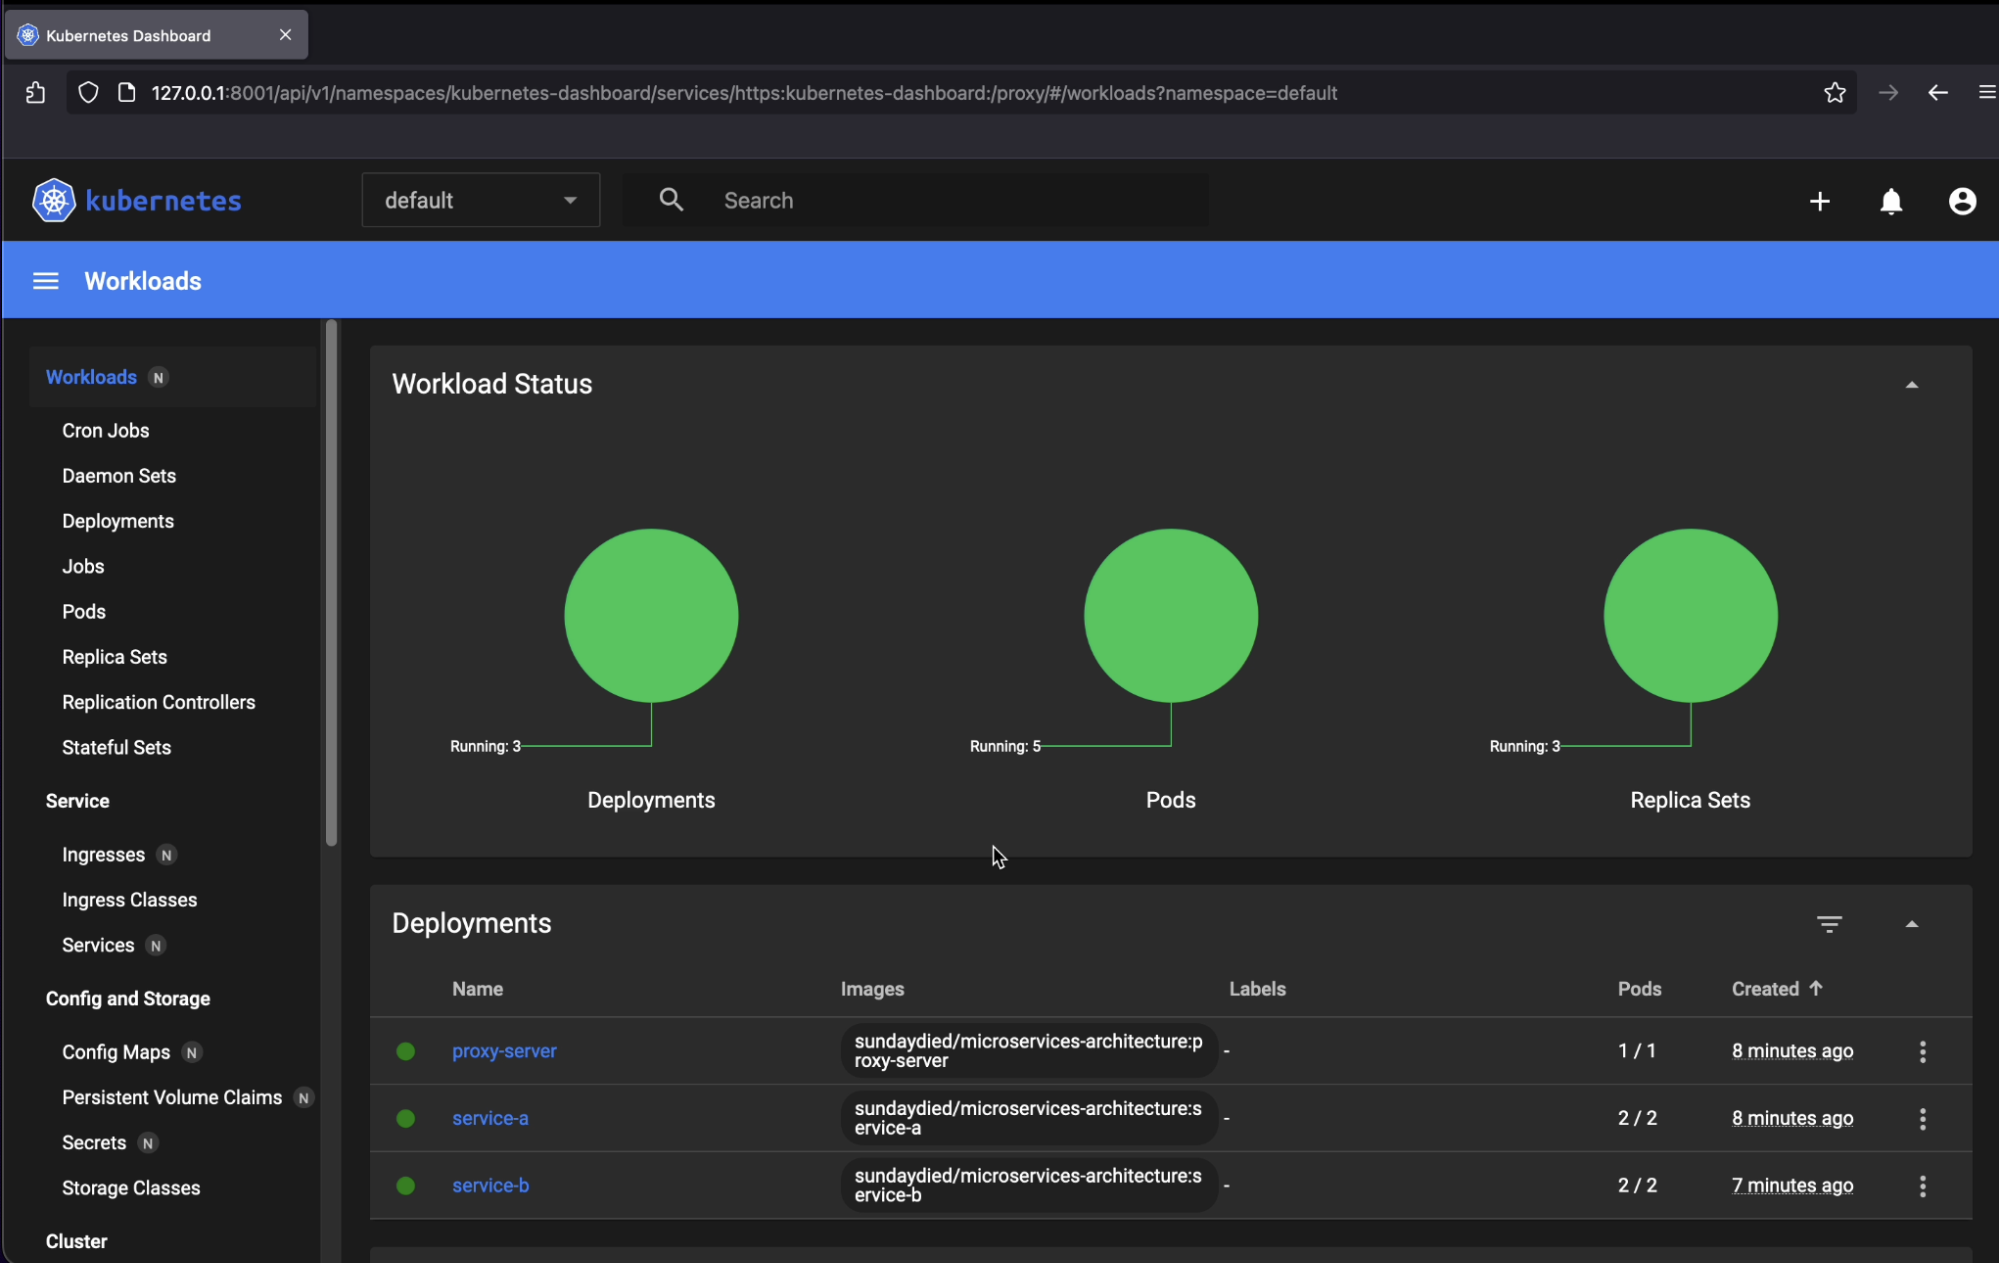 Kubernetes Dashboard
127.0.0.1:8001/api/v1/namespaces/kubernetes-dashboard/services/https:kubernetes-dashboard:/proxy/#/workloads?namespace=default
kubernetes
default
Search
Workloads
Workloads N
Cron Jobs
Daemon Sets
Deployments
Jobs
Pods
Replica Sets
Replication Controllers
Stateful Sets
Service
Ingresses N
Ingress Classes
Services N
Config and Storage
Config Maps N
Persistent Volume Claims N
Secrets N
Storage Classes
Cluster
Workload Status
Running: 3
Deployments
Running: 5
Pods
Running: 3
Replica Sets
Deployments
Name Images Labels Pods Created
proxy-server sundaydied/microservices-architecture:p - 1 / 1 8 minutes ago
roxy-server
service-a sundaydied/microservices-architecture:s - 2 / 2 8 minutes ago
ervice-a
service-b sundaydied/microservices-architecture:s - 2 / 2 7 minutes ago
ervice-b